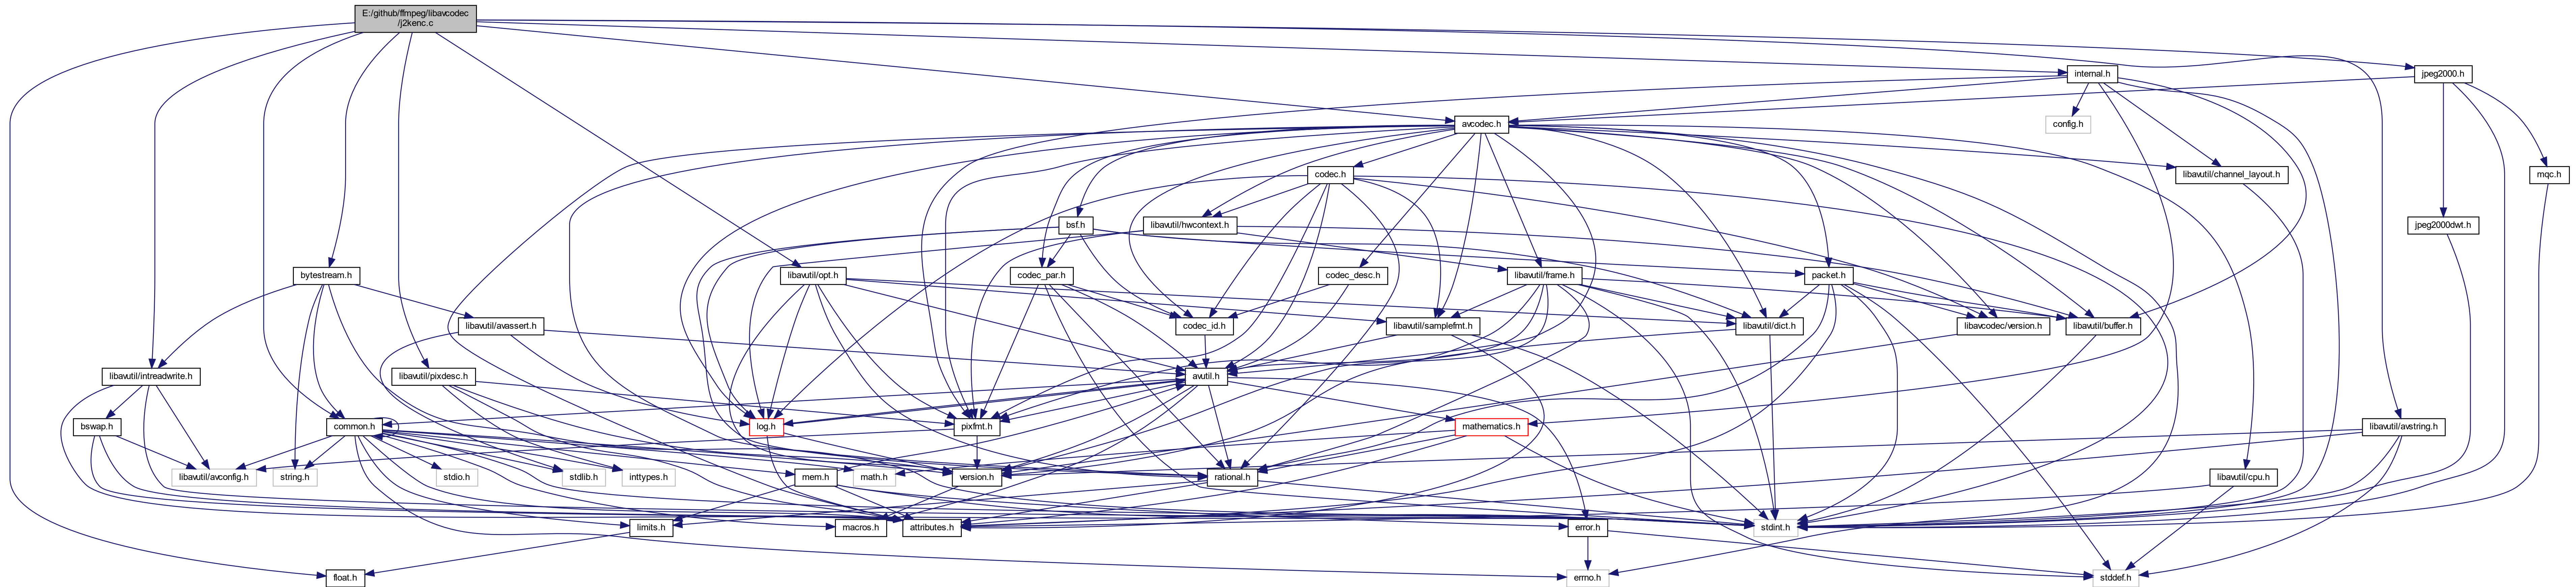 E:/github/ffmpeg/libavcodec
/j2kenc.c
internal.h
jpeg2000.h
avcodec.h
config.h
codec.h
libavutil/channel_layout.h
mqc.h
bsf.h
libavutil/hwcontext.h
jpeg2000dwt.h
bytestream.h
libavutil/opt.h
codec_par.h
codec_desc.h
libavutil/frame.h
packet.h
libavutil/avassert.h
codec_id.h
libavutil/samplefmt.h
libavutil/dict.h
libavcodec/version.h
libavutil/buffer.h
libavutil/intreadwrite.h
libavutil/pixdesc.h
avutil.h
bswap.h
common.h
log.h
pixfmt.h
mathematics.h
libavutil/avstring.h
libavutil/avconfig.h
string.h
stdio.h
stdlib.h
inttypes.h
mem.h
math.h
version.h
rational.h
libavutil/cpu.h
limits.h
macros.h
attributes.h
error.h
stdint.h
float.h
errno.h
stddef.h